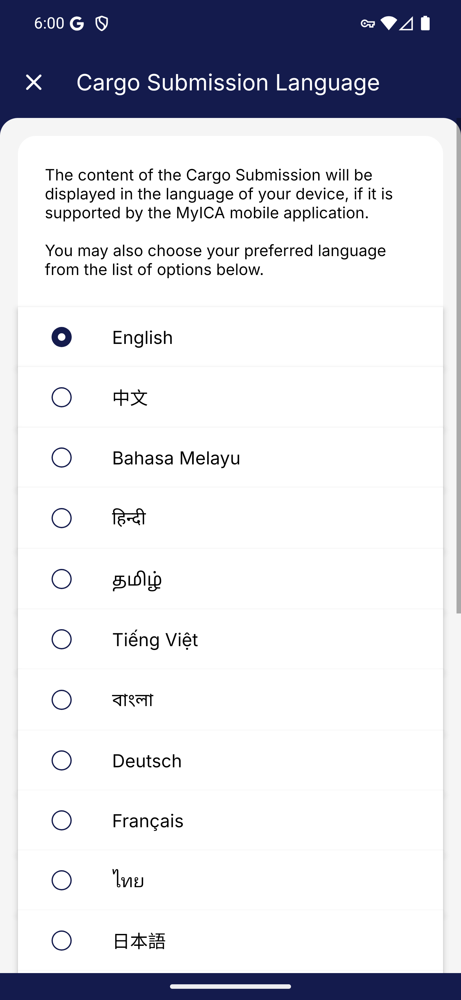 6:00
Cargo Submission Language
The content of the Cargo Submission will be
displayed in the language of your device, if it is
supported by the MyICA mobile application.
You may also choose your preferred language
from the list of options below.
English
中文
Bahasa Melayu
हिन्दी
தமிழ்
Tiếng Việt
বাংলা
Deutsch
Français
ไทย
日本語